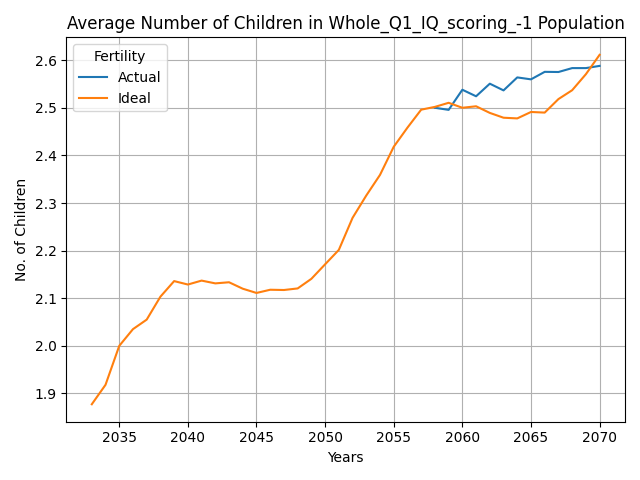 Average Number of Children in Whole_Q1_IQ_scoring_-1 Population
Fertility
Actual
Ideal
No. of Children
2.6
2.5
2.4
2.3
2.2
2.1
2.0
1.9
2035 2040 2045 2050 2055 2060 2065 2070
Years